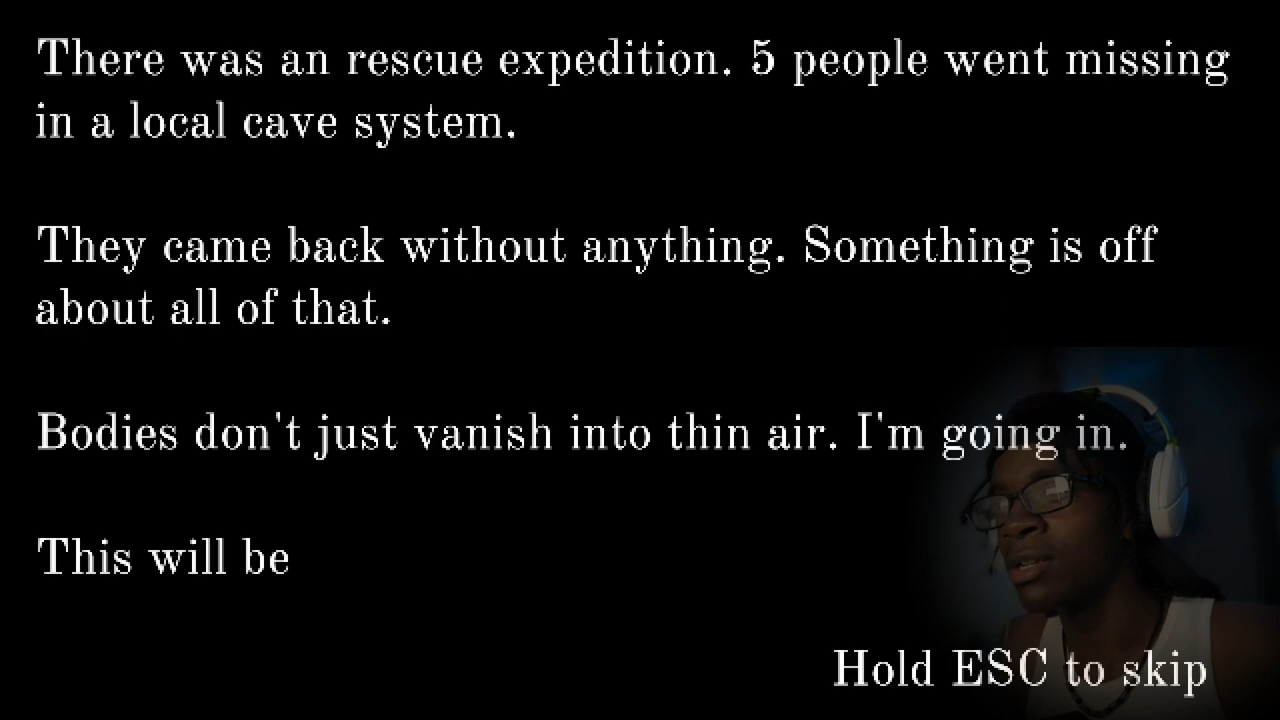 There was an rescue expedition. 5 people went missing
in a local cave system.
They came back without anything. Something is off
about all of that.
Bodies don't just vanish into thin air. I'm going in.
This will be
Hold ESC to skip